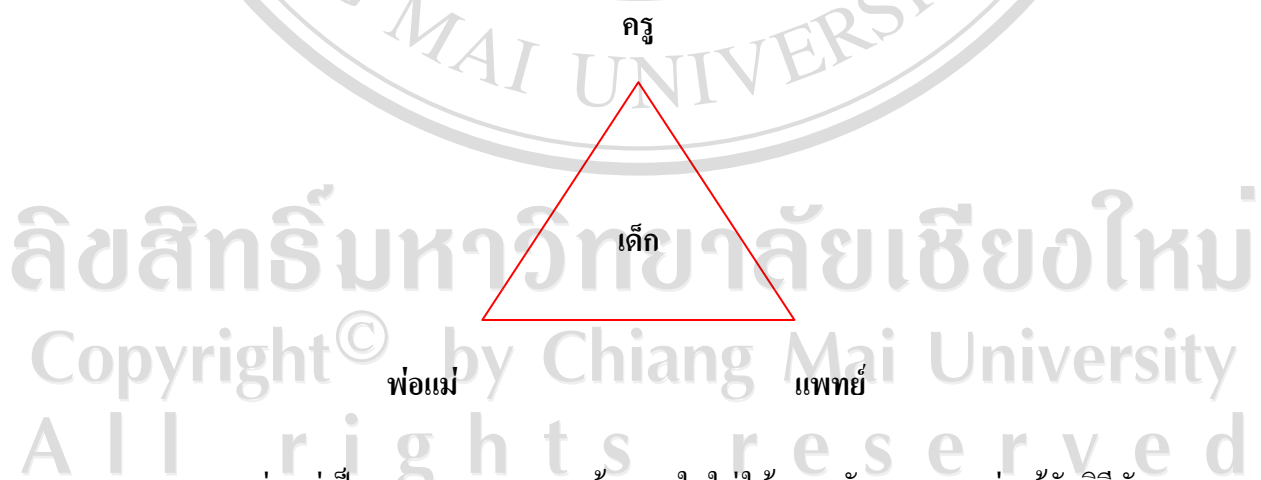 ครู
MAI UNIVERS
เด็ก
ลิขสิทธิ์มหาวิทยาลัยเชียงใหม่
Copyright© by Chiang Mai University
พ่อแม่ แพทย์
All rights reserved